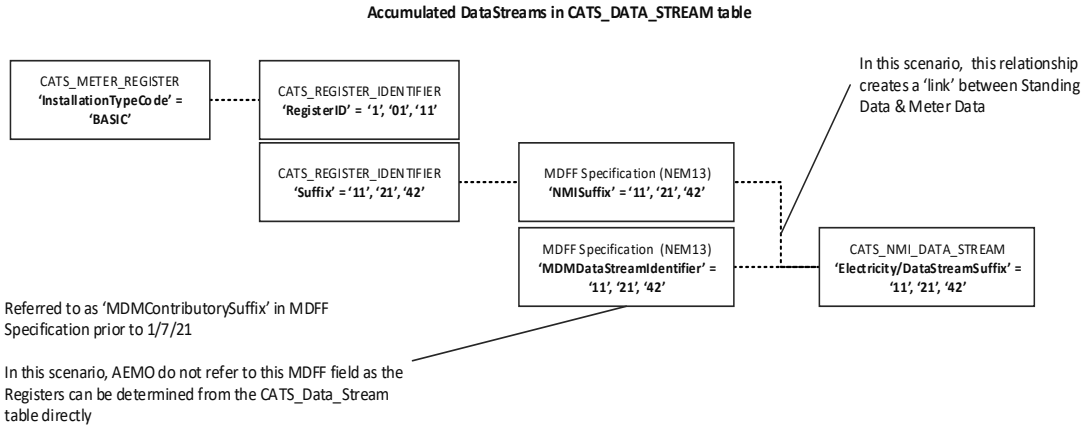 Accumulated DataStreams in CATS_DATA_STREAM table
CATS_METER_REGISTER
‘InstallationTypeCode’ =
‘BASIC’
CATS_REGISTER_IDENTIFIER
‘RegisterID’ = ‘1’, ‘01’, ‘11’
CATS_REGISTER_IDENTIFIER
‘Suffix’ = ‘11’, ‘21’, ‘42’
MDFF Specification (NEM13)
‘NMISuffix’ = ‘11’, ‘21’, ‘42’
MDFF Specification (NEM13)
‘MDMDataStreamIdentifier’ =
‘11’, ‘21’, ‘42’
In this scenario, this relationship
creates a ‘link’ between Standing
Data & Meter Data
CATS_NMI_DATA_STREAM
‘Electricity/DataStreamSuffix’ =
‘11’, ‘21’, ‘42’
Referred to as ‘MDMContributorySuffix’ in MDFF
Specification prior to 1/7/21
In this scenario, AEMO do not refer to this MDFF field as the
Registers can be determined from the CATS_Data_Stream
table directly